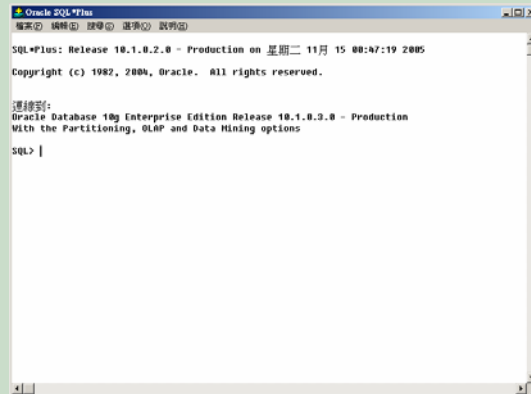 Oracle SQL*Plus
檔案(F) 編輯(E) 搜尋(S) 選項(O) 說明(H)
SQL*Plus: Release 10.1.0.2.0 - Production on 星期二 11月 15 00:47:19 2005
Copyright (c) 1982, 2004, Oracle.  All rights reserved.
連線到:
Oracle Database 10g Enterprise Edition Release 10.1.0.3.0 - Production
With the Partitioning, OLAP and Data Mining options
SQL>